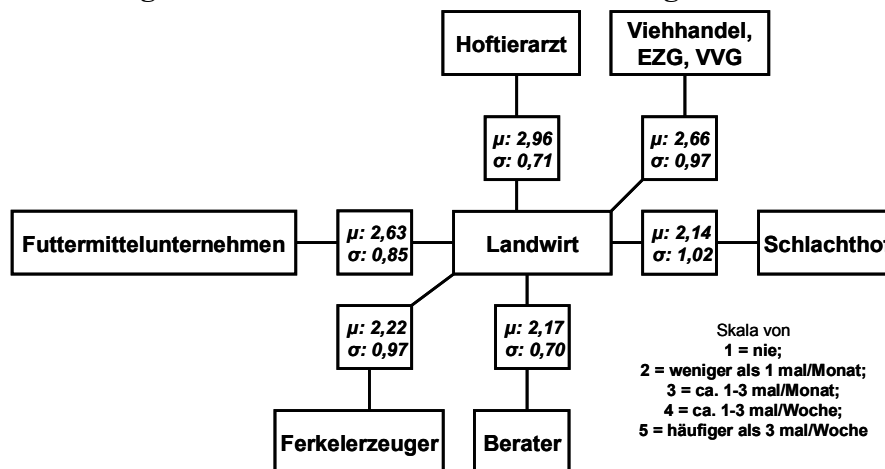 Hoftierarzt
Viehhandel,
EZG, VVG
µ: 2,96
σ: 0,71
µ: 2,66
σ: 0,97
Futtermittelunternehmen
µ: 2,63
σ: 0,85
Landwirt
µ: 2,14
σ: 1,02
Schlachthof
µ: 2,22
σ: 0,97
µ: 2,17
σ: 0,70
Skala von
1 = nie;
2 = weniger als 1 mal/Monat;
3 = ca. 1-3 mal/Monat;
4 = ca. 1-3 mal/Woche;
5 = häufiger als 3 mal/Woche
Ferkelerzeuger
Berater